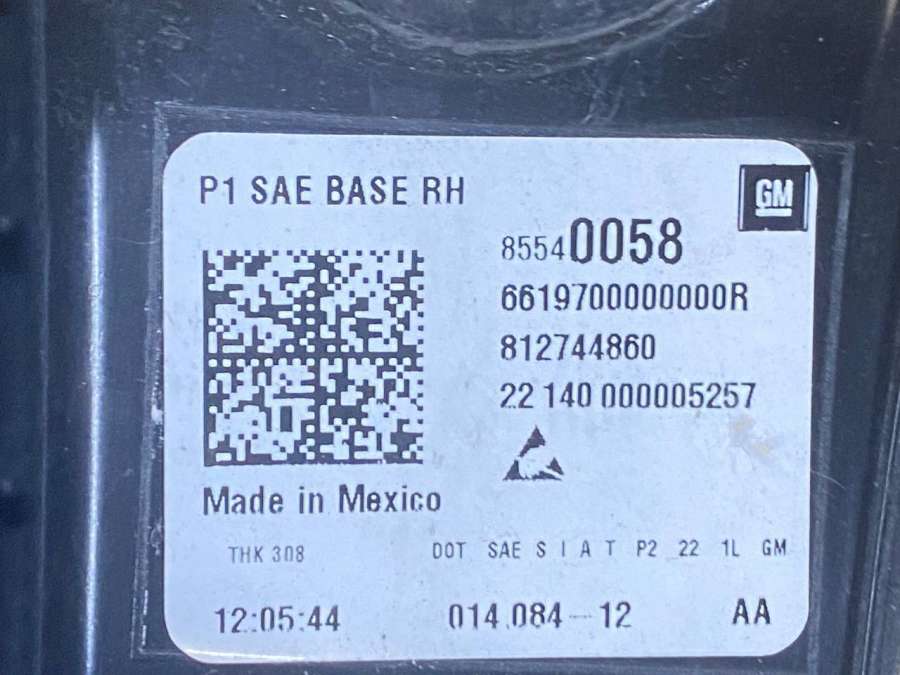 P1 SAE BASE RH
GM
85540058
6619700000000R
812744860
22 140 000005257
Made in Mexico
THK 308
DOT SAE S I A T P2 22 1L GM
12:05:44
014.084-12
AA